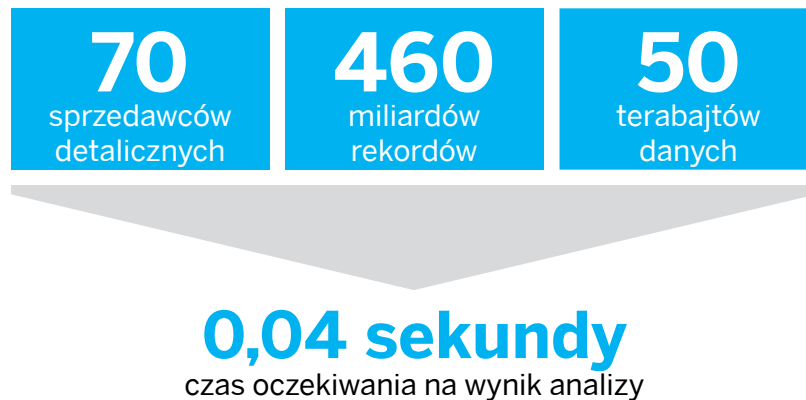 70
sprzedawców
detalicznych
460
miliardów
rekordów
50
terabajtów
danych
0,04 sekundy
czas oczekiwania na wynik analizy